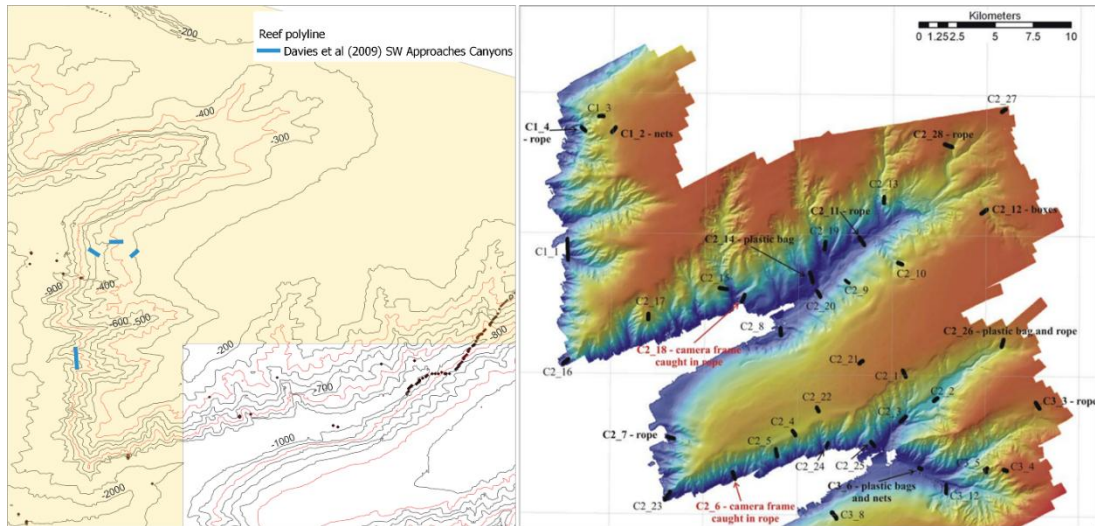 -200
Reef polyline
Davies et al (2009) SW Approaches Canyons
-400
-300
-900
-400
-600
-500
-200
-800
-700
-1000
-2000
Kilometers
0 1.25 2.5 5 7.5 10
C1_3
C1_4
- rope
C1_2 - nets
C2_27
C2_28 - rope
C2_13
C2_12 - boxes
C2_11 - rope
C2_19
C2_14 - plastic bag
C1_1
C2_10
C2_15
C2_9
C2_20
C2_17
C2_8
C2_18 - camera frame
caught in rope
C2_26 - plastic bag and rope
C2_16
C2_21
C2_1
C2_2
C2_22
C3_3 - rope
C2_3
C2_4
C2_7 - rope
C2_5
C2_24
C2_25
C3_5
C3_4
C3_6 - plastic bags
and nets
C3_12
C2_23
C2_6 - camera frame
caught in rope
C3_8